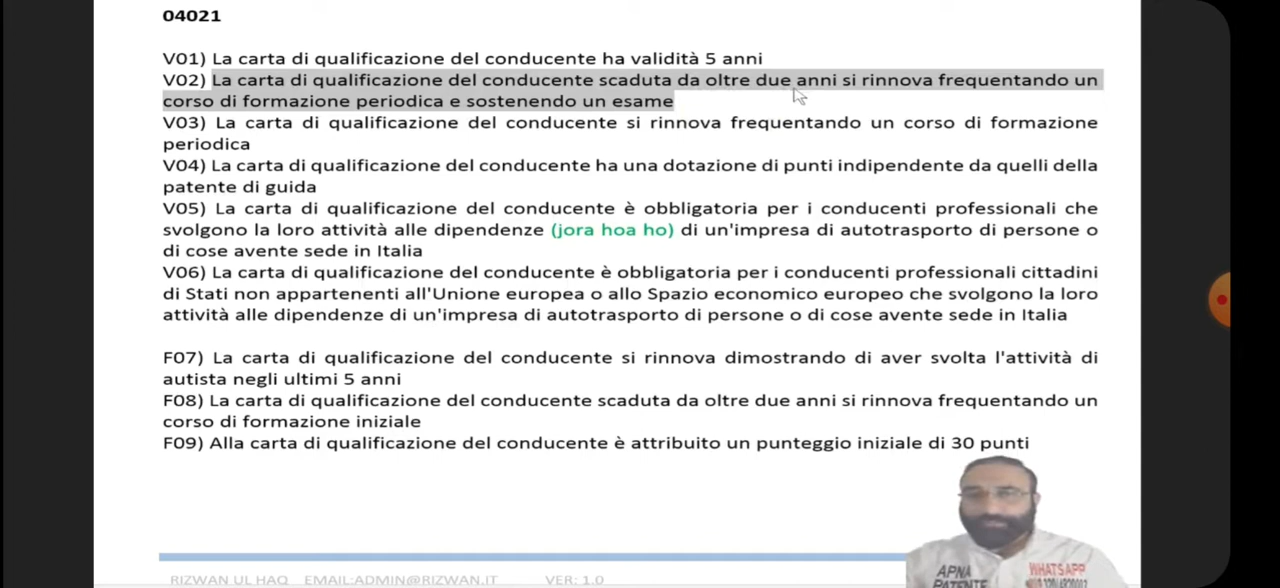 04021
V01) La carta di qualificazione del conducente ha validità 5 anni
V02) La carta di qualificazione del conducente scaduta da oltre due anni si rinnova frequentando un
corso di formazione periodica e sostenendo un esame
V03) La carta di qualificazione del conducente si rinnova frequentando un corso di formazione
periodica
V04) La carta di qualificazione del conducente ha una dotazione di punti indipendente da quelli della
patente di guida
V05) La carta di qualificazione del conducente è obbligatoria per i conducenti professionali che
svolgono la loro attività alle dipendenze (jora hoa ho) di un'impresa di autotrasporto di persone o
di cose avente sede in Italia
V06) La carta di qualificazione del conducente è obbligatoria per i conducenti professionali cittadini
di Stati non appartenenti all'Unione europea o allo Spazio economico europeo che svolgono la loro
attività alle dipendenze di un'impresa di autotrasporto di persone o di cose avente sede in Italia
F07) La carta di qualificazione del conducente si rinnova dimostrando di aver svolta l'attività di
autista negli ultimi 5 anni
F08) La carta di qualificazione del conducente scaduta da oltre due anni si rinnova frequentando un
corso di formazione iniziale
F09) Alla carta di qualificazione del conducente è attribuito un punteggio iniziale di 30 punti
RIZWAN UL HAQ EMAIL:ADMIN@RIZWAN.IT VER: 1.0
APNA WHATSAPP
PATENTE